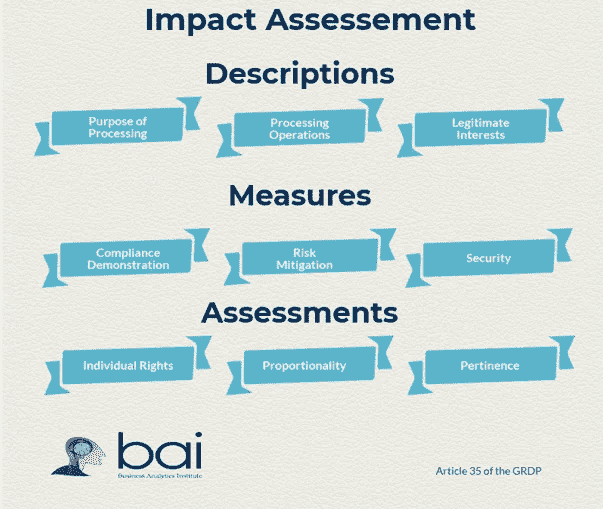 Impact Assessement
Descriptions
Purpose of
Processing
Processing
Operations
Legitimate
Interests
Measures
Compliance
Demonstration
Risk
Mitigation
Security
Assessments
Individual Rights
Proportionality
Pertinence
bai
Business Analytics Institute
Article 35 of the GRDP